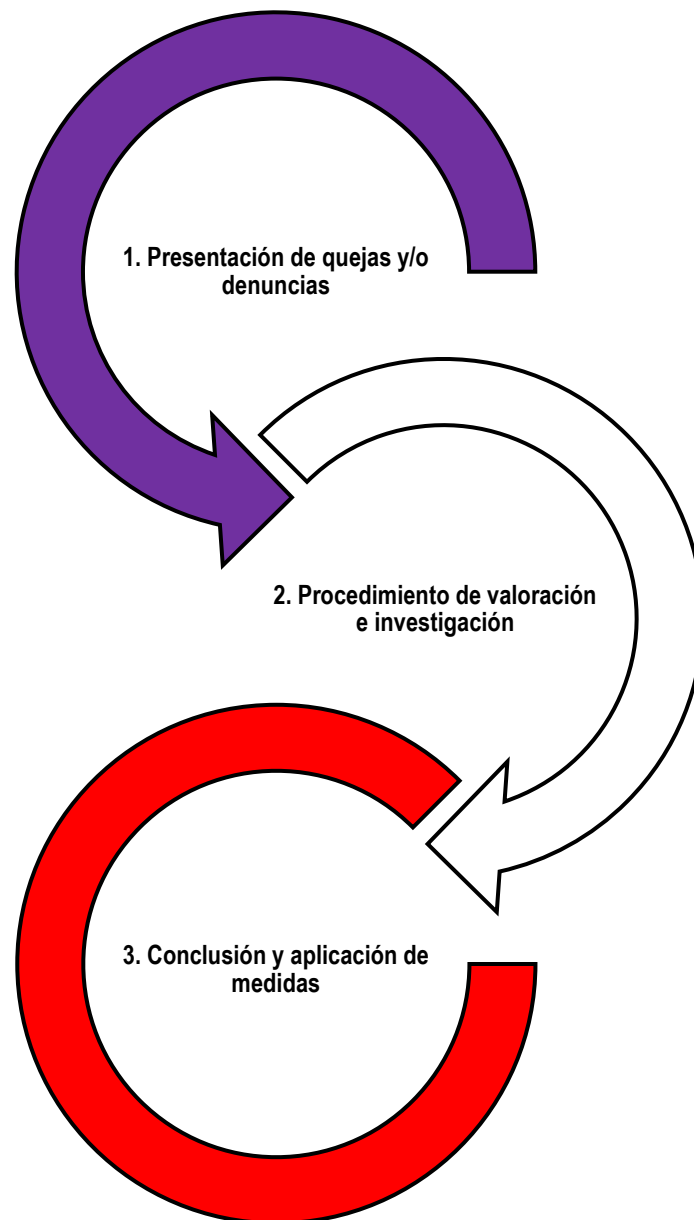 1. Presentación de quejas y/o
denuncias
2. Procedimiento de valoración
e investigación
3. Conclusión y aplicación de
medidas